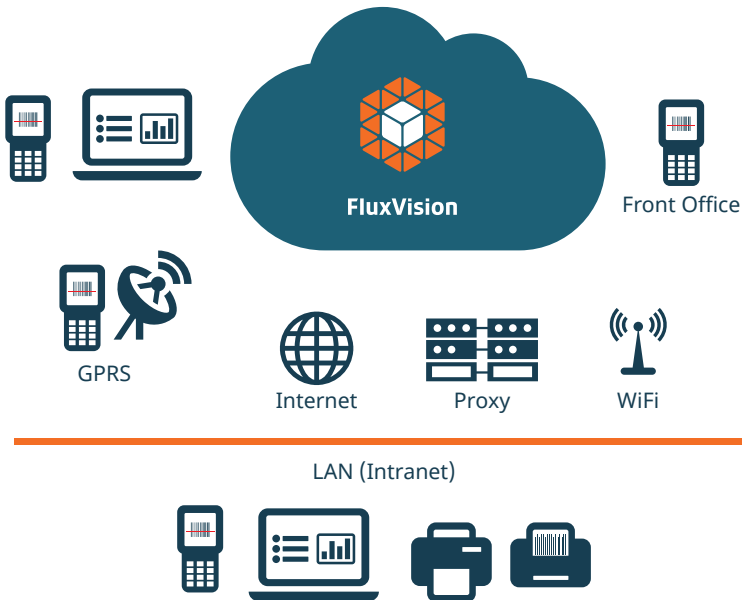 FluxVision
Front Office
GPRS
Internet
Proxy
WiFi
LAN (Intranet)